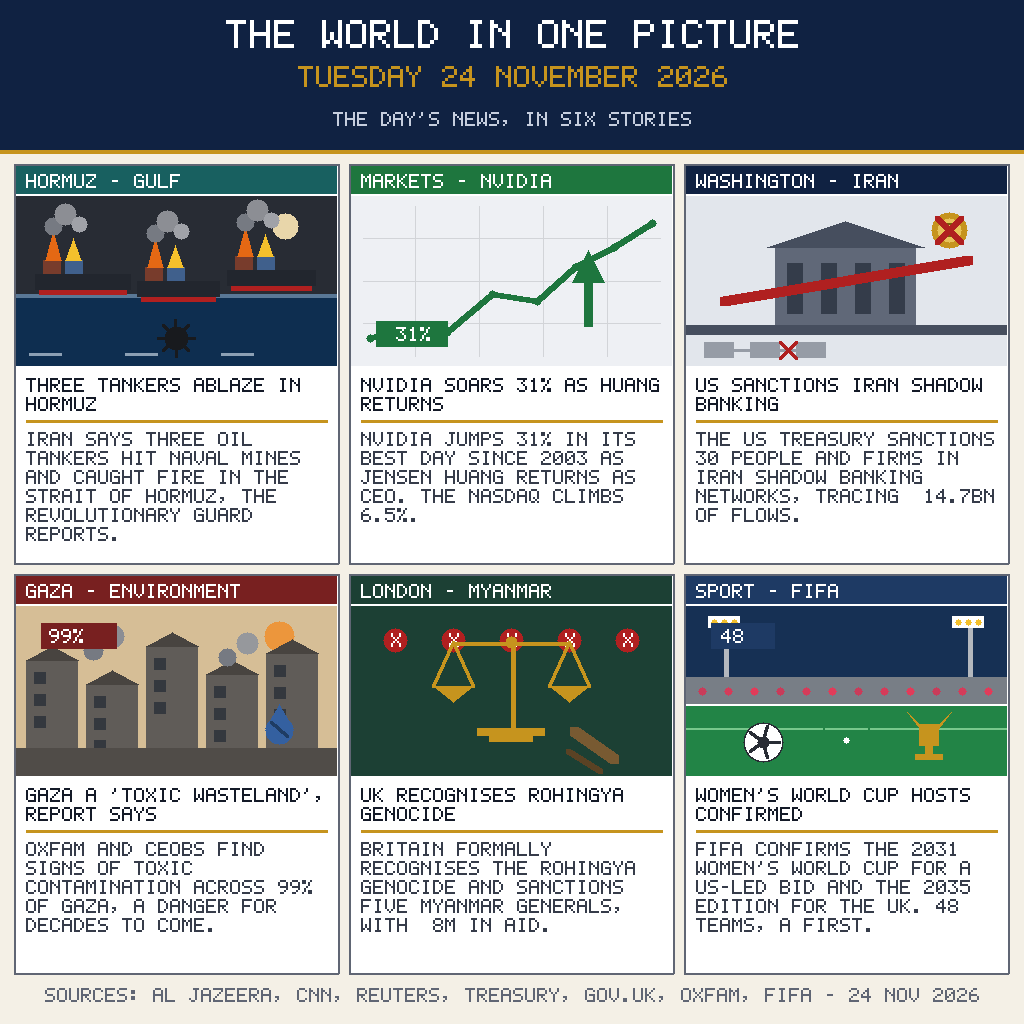 THE WORLD IN ONE PICTURE
TUESDAY 24 NOVEMBER 2026
THE DAY'S NEWS, IN SIX STORIES
HORMUZ - GULF
THREE TANKERS ABLAZE IN
HORMUZ
IRAN SAYS THREE OIL
TANKERS HIT NAVAL MINES
AND CAUGHT FIRE IN THE
STRAIT OF HORMUZ, THE
REVOLUTIONARY GUARD
REPORTS.
MARKETS - NVIDIA
31%
NVIDIA SOARS 31% AS HUANG
RETURNS
NVIDIA JUMPS 31% IN ITS
BEST DAY SINCE 2003 AS
JENSEN HUANG RETURNS AS
CEO. THE NASDAQ CLIMBS
6.5%.
WASHINGTON - IRAN
US SANCTIONS IRAN SHADOW
BANKING
THE US TREASURY SANCTIONS
30 PEOPLE AND FIRMS IN
IRAN SHADOW BANKING
NETWORKS, TRACING  14.7BN
OF FLOWS.
GAZA - ENVIRONMENT
99%
GAZA A 'TOXIC WASTELAND',
REPORT SAYS
OXFAM AND CEOBS FIND
SIGNS OF TOXIC
CONTAMINATION ACROSS 99%
OF GAZA, A DANGER FOR
DECADES TO COME.
LONDON - MYANMAR
X X X X X
UK RECOGNISES ROHINGYA
GENOCIDE
BRITAIN FORMALLY
RECOGNISES THE ROHINGYA
GENOCIDE AND SANCTIONS
FIVE MYANMAR GENERALS,
WITH  8M IN AID.
SPORT - FIFA
48
WOMEN'S WORLD CUP HOSTS
CONFIRMED
FIFA CONFIRMS THE 2031
WOMEN'S WORLD CUP FOR A
US-LED BID AND THE 2035
EDITION FOR THE UK. 48
TEAMS, A FIRST.
SOURCES: AL JAZEERA, CNN, REUTERS, TREASURY, GOV.UK, OXFAM, FIFA - 24 NOV 2026